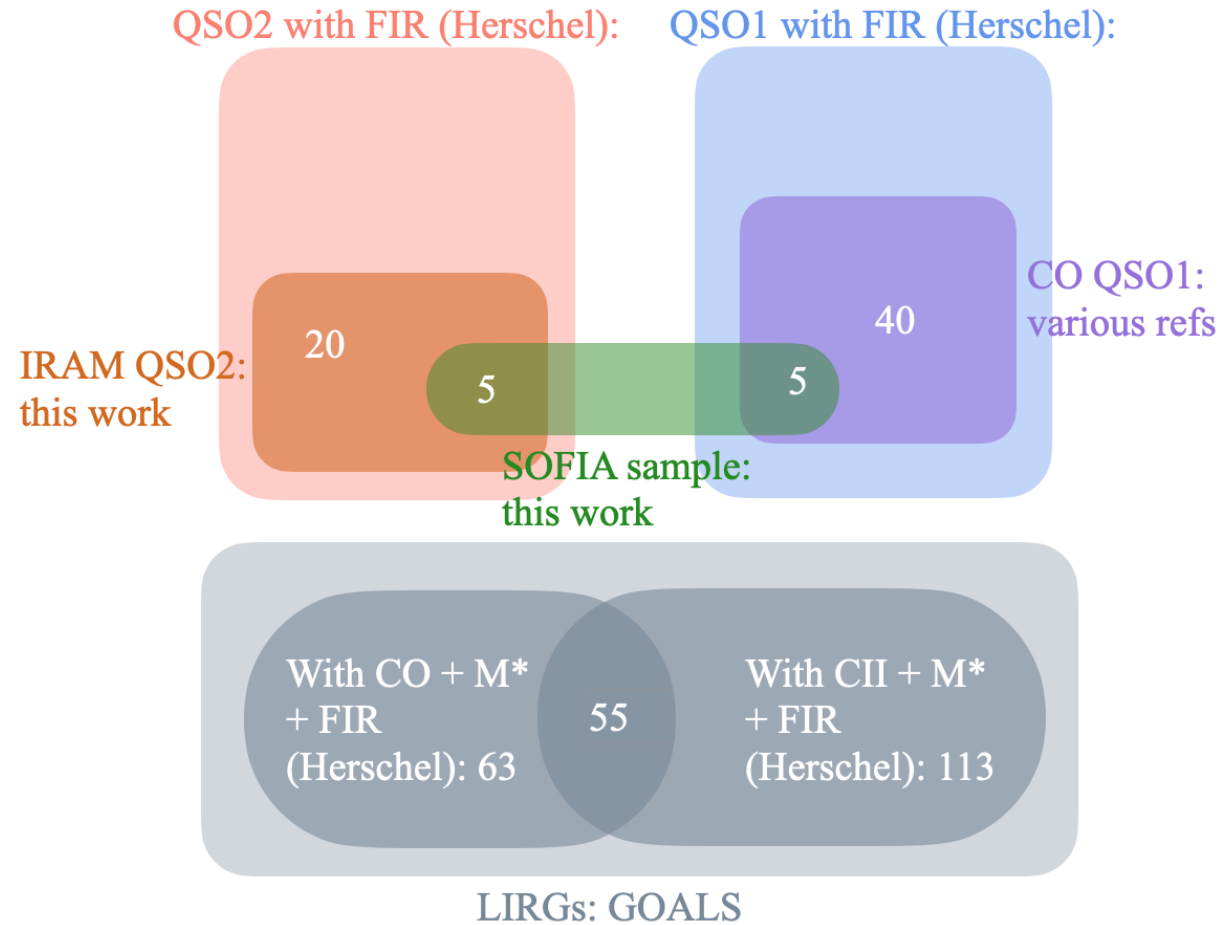 QSO2 with FIR (Herschel):
QSO1 with FIR (Herschel):
20
40
CO QSO1:
various refs
IRAM QSO2:
this work
5
5
SOFIA sample:
this work
With CO + M*
+ FIR
(Herschel): 63
55
With CII + M*
+ FIR
(Herschel): 113
LIRGs: GOALS